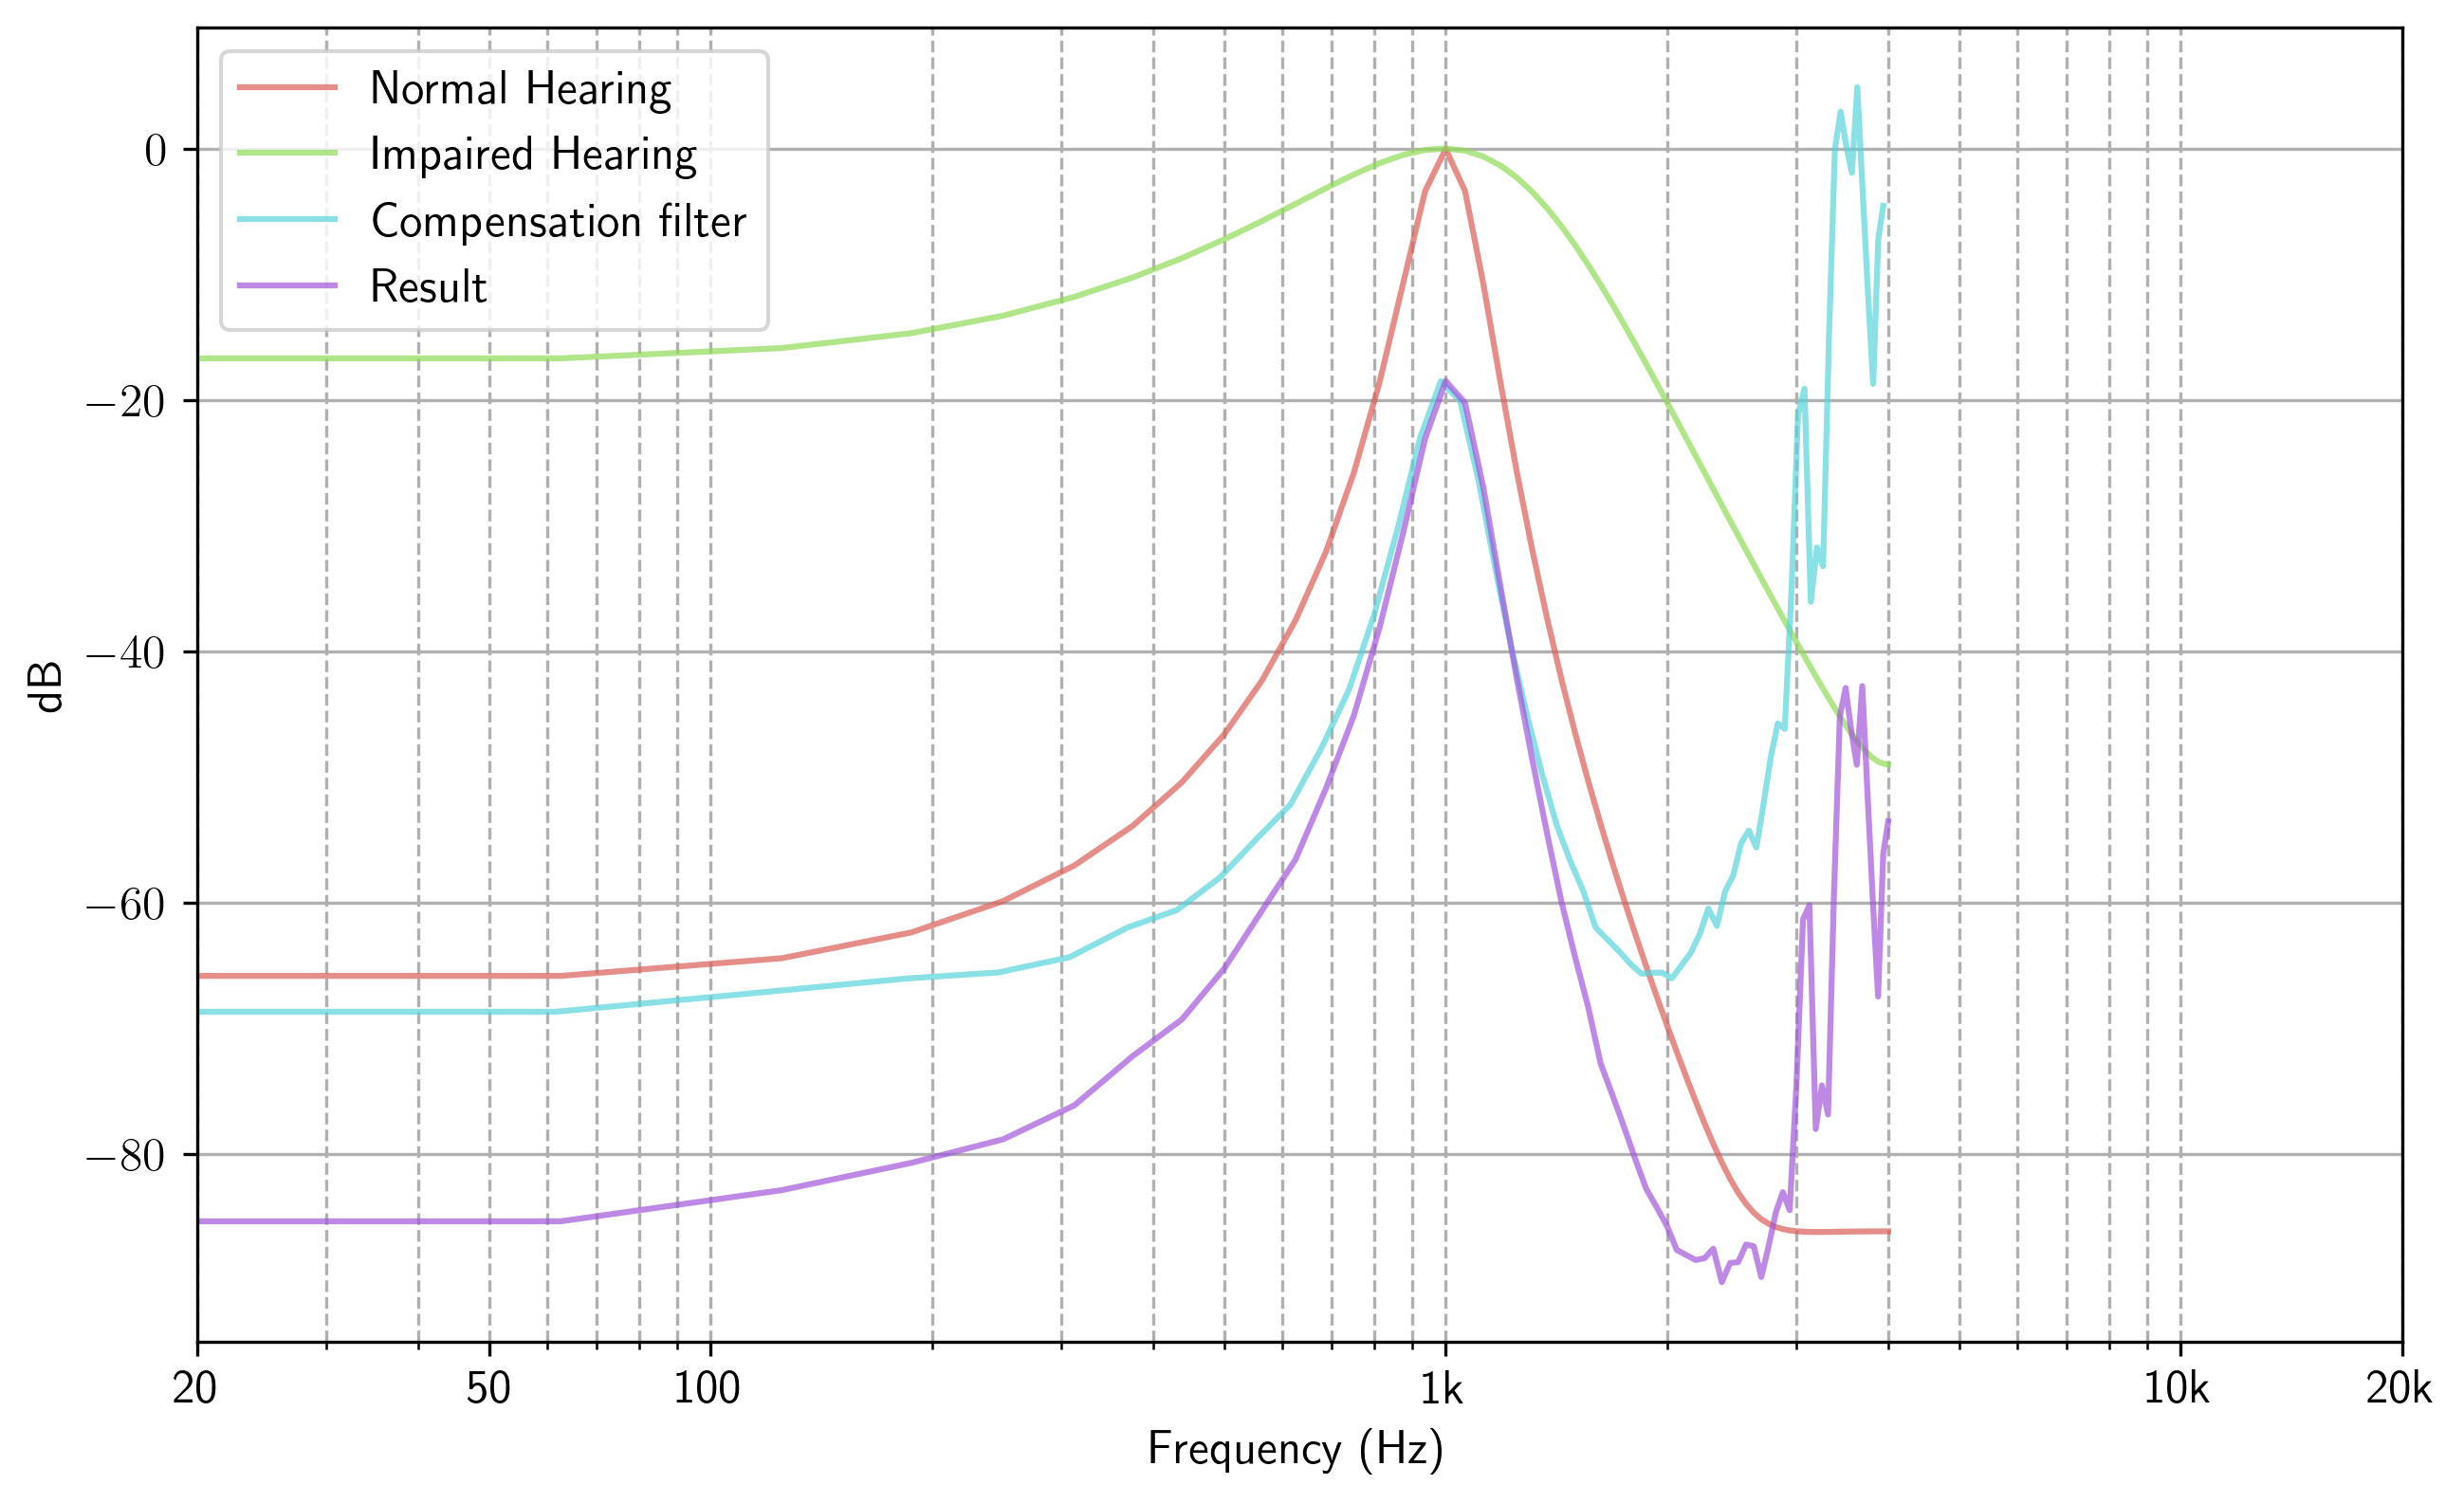 Normal Hearing
Impaired Hearing
Compensation filter
Result
0
−20
−40
−60
−80
dB
20 50 100 1k 10k 20k
Frequency (Hz)